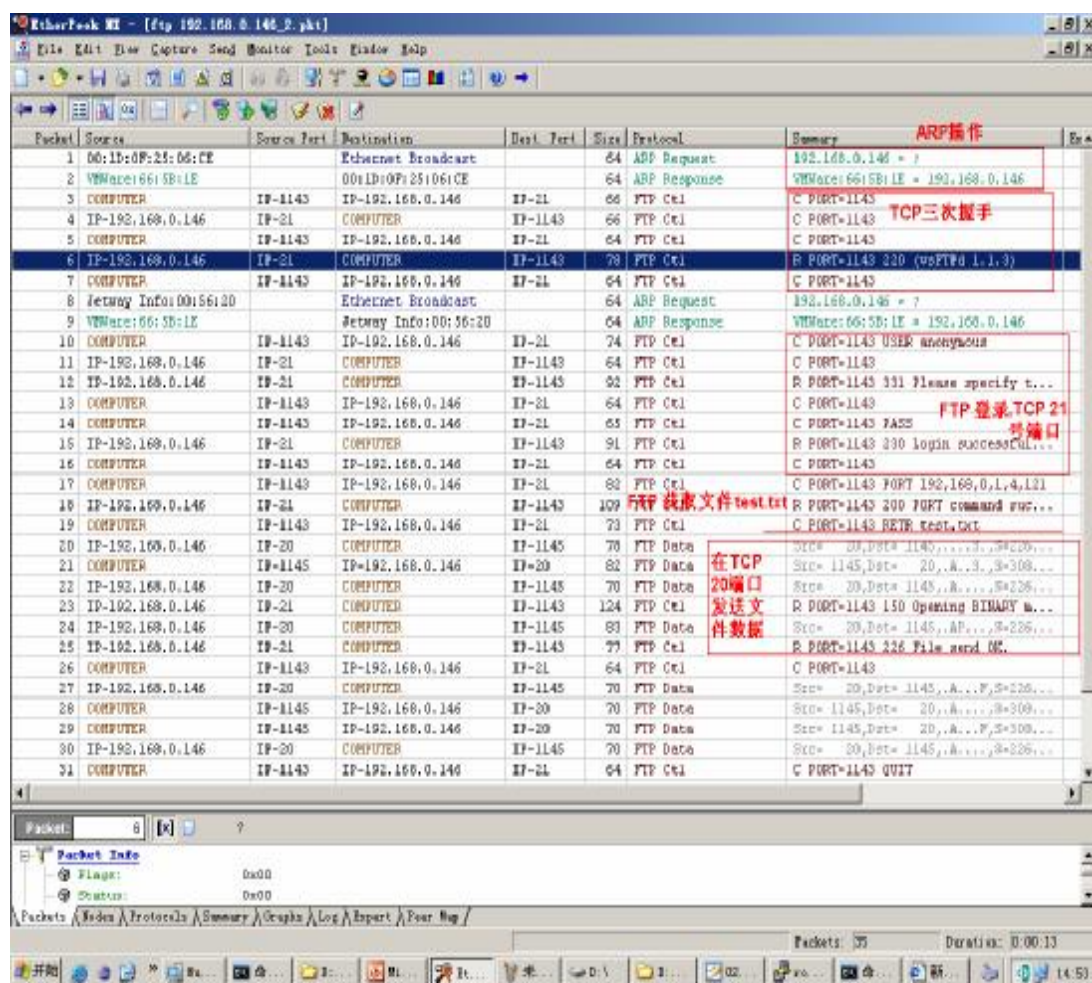 EtherPeek NX - [ftp 192.168.0.146_2.pkt]
File Edit View Capture Send Monitor Tools Window Help
Packet Source Source Port Destination Dest. Port Size Protocol Summary
ARP操作
1 00:1D:0F:25:06:CE Ethernet Broadcast 64 ARP Request 192.168.0.146 = ?
2 VMWare:66:5B:1E 00:1D:0F:25:06:CE 64 ARP Response VMWare:66:5B:1E = 192.168.0.146
3 COMPUTER IP-1143 IP-192.168.0.146 IP-21 66 FTP Ctl C PORT=1143
TCP三次握手
4 IP-192.168.0.146 IP-21 COMPUTER IP-1143 66 FTP Ctl R PORT=1143
5 COMPUTER IP-1143 IP-192.168.0.146 IP-21 64 FTP Ctl C PORT=1143
6 IP-192.168.0.146 IP-21 COMPUTER IP-1143 78 FTP Ctl R PORT=1143 220 (vsFTPd 1.1.3)
7 COMPUTER IP-1143 IP-192.168.0.146 IP-21 64 FTP Ctl C PORT=1143
8 Jetway Info:00:56:20 Ethernet Broadcast 64 ARP Request 192.168.0.146 = ?
9 VMWare:66:5B:1E Jetway Info:00:56:20 64 ARP Response VMWare:66:5B:1E = 192.168.0.146
10 COMPUTER IP-1143 IP-192.168.0.146 IP-21 74 FTP Ctl C PORT=1143 USER anonymous
11 IP-192.168.0.146 IP-21 COMPUTER IP-1143 64 FTP Ctl C PORT=1143
12 IP-192.168.0.146 IP-21 COMPUTER IP-1143 92 FTP Ctl R PORT=1143 331 Please specify t...
13 COMPUTER IP-1143 IP-192.168.0.146 IP-21 64 FTP Ctl C PORT=1143
FTP 登录,TCP 21
号端口
14 COMPUTER IP-1143 IP-192.168.0.146 IP-21 65 FTP Ctl C PORT=1143 PASS
15 IP-192.168.0.146 IP-21 COMPUTER IP-1143 91 FTP Ctl R PORT=1143 230 Login successful...
16 COMPUTER IP-1143 IP-192.168.0.146 IP-21 64 FTP Ctl C PORT=1143
17 COMPUTER IP-1143 IP-192.168.0.146 IP-21 82 FTP Ctl C PORT=1143 PORT 192,168,0,1,4,121
FTP 获取文件test.txt
18 IP-192.168.0.146 IP-21 COMPUTER IP-1143 109 R PORT=1143 200 PORT command suc...
19 COMPUTER IP-1143 IP-192.168.0.146 IP-21 73 FTP Ctl C PORT=1143 RETR test.txt
20 IP-192.168.0.146 IP-20 COMPUTER IP-1145 78 FTP Data
21 COMPUTER IP-1145 IP-192.168.0.146 IP-20 82 FTP Data
在TCP
20端口
发送文
件数据
22 IP-192.168.0.146 IP-20 COMPUTER IP-1145 70 FTP Data
23 IP-192.168.0.146 IP-21 COMPUTER IP-1143 124 FTP Ctl R PORT=1143 150 Opening BINARY m...
24 IP-192.168.0.146 IP-20 COMPUTER IP-1145 83 FTP Data
25 IP-192.168.0.146 IP-21 COMPUTER IP-1143 77 FTP Ctl R PORT=1143 226 File send OK.
26 COMPUTER IP-1143 IP-192.168.0.146 IP-21 64 FTP Ctl C PORT=1143
27 IP-192.168.0.146 IP-20 COMPUTER IP-1145 70 FTP Data
28 COMPUTER IP-1145 IP-192.168.0.146 IP-20 70 FTP Data
29 COMPUTER IP-1145 IP-192.168.0.146 IP-20 70 FTP Data
30 IP-192.168.0.146 IP-20 COMPUTER IP-1145 70 FTP Data
31 COMPUTER IP-1143 IP-192.168.0.146 IP-21 64 FTP Ctl C PORT=1143 QUIT
Packet: 6
Packet Info
Flags: 0x00
Status: 0x00
Packets Nodes Protocols Summary Graphs Log Expert Peer Map
Packets: 35 Duration: 0:00:13
开始 14:53